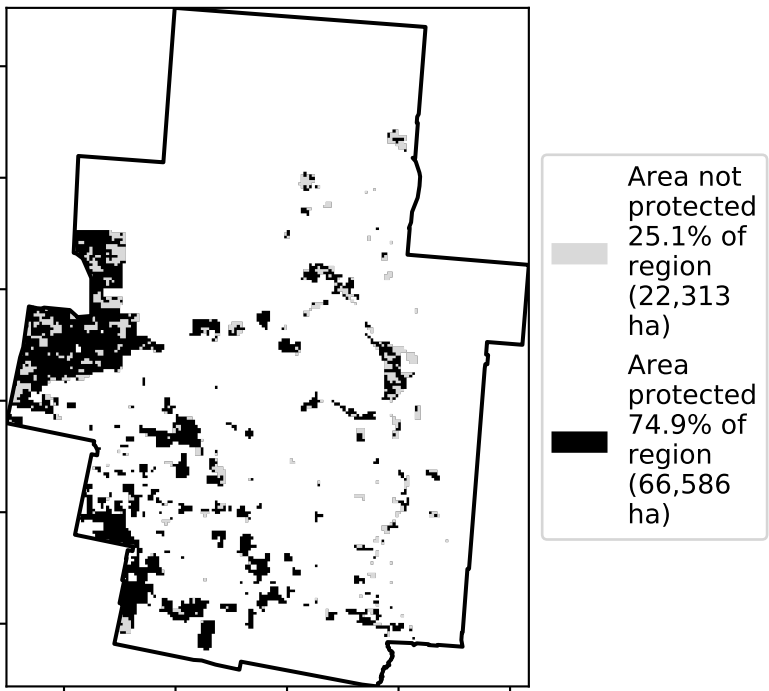 Area not
protected
25.1% of
region
(22,313
ha)
Area
protected
74.9% of
region
(66,586
ha)